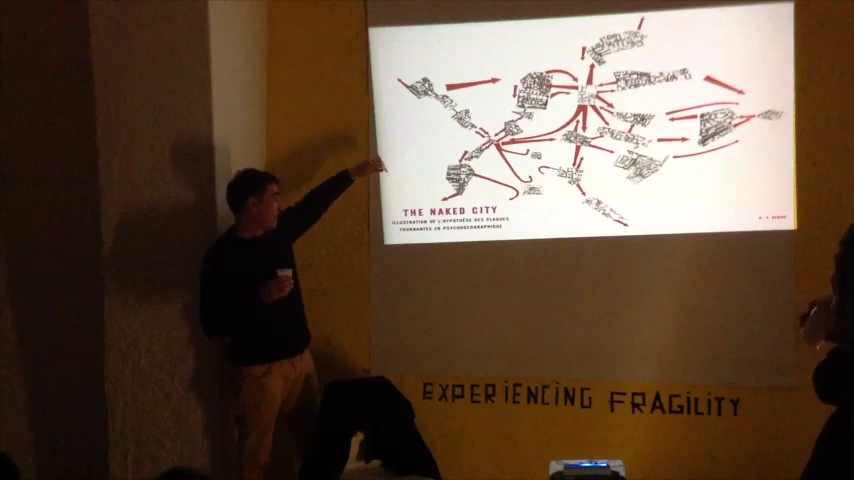 THE NAKED CITY
ILLUSTRATION DE L'HYPOTHÈSE DES PLAQUES
TOURNANTES EN PSYCHOGEOGRAPHIQUE
EXPERIENCING FRAGILITY